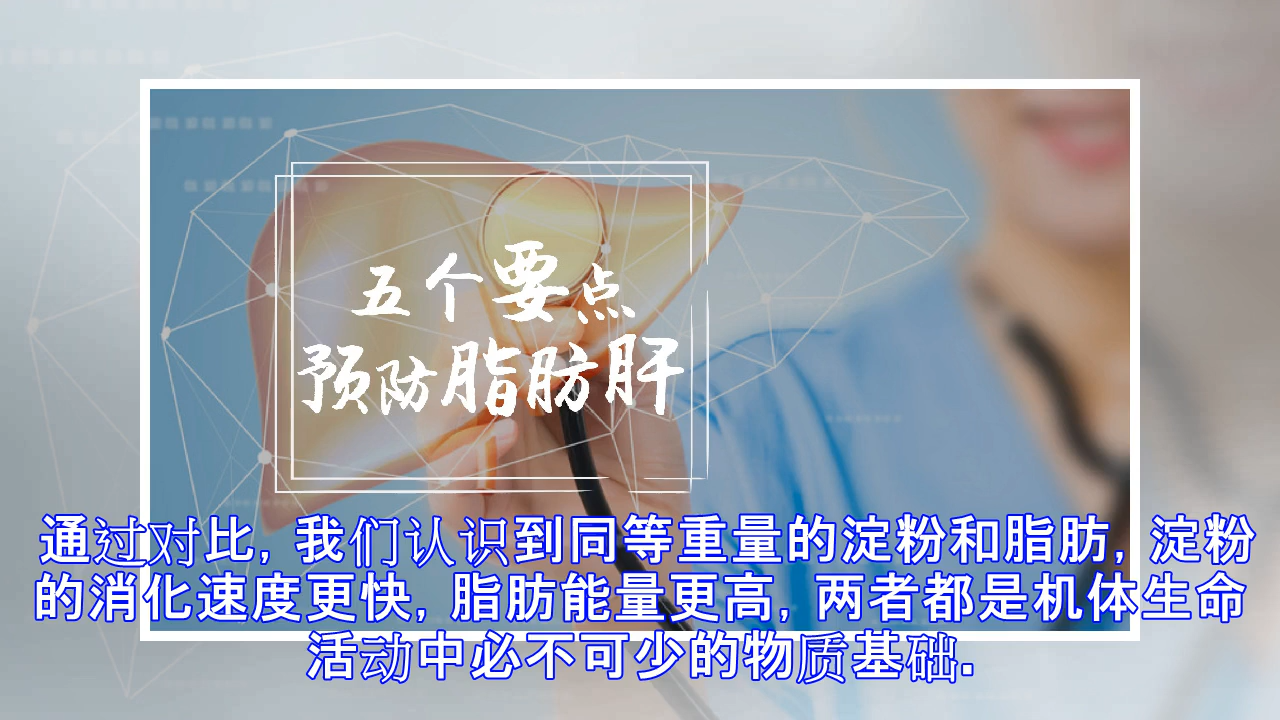 五个要点
预防脂肪肝
通过对比, 我们认识到同等重量的淀粉和脂肪, 淀粉
的消化速度更快, 脂肪能量更高, 两者都是机体生命
活动中必不可少的物质基础.